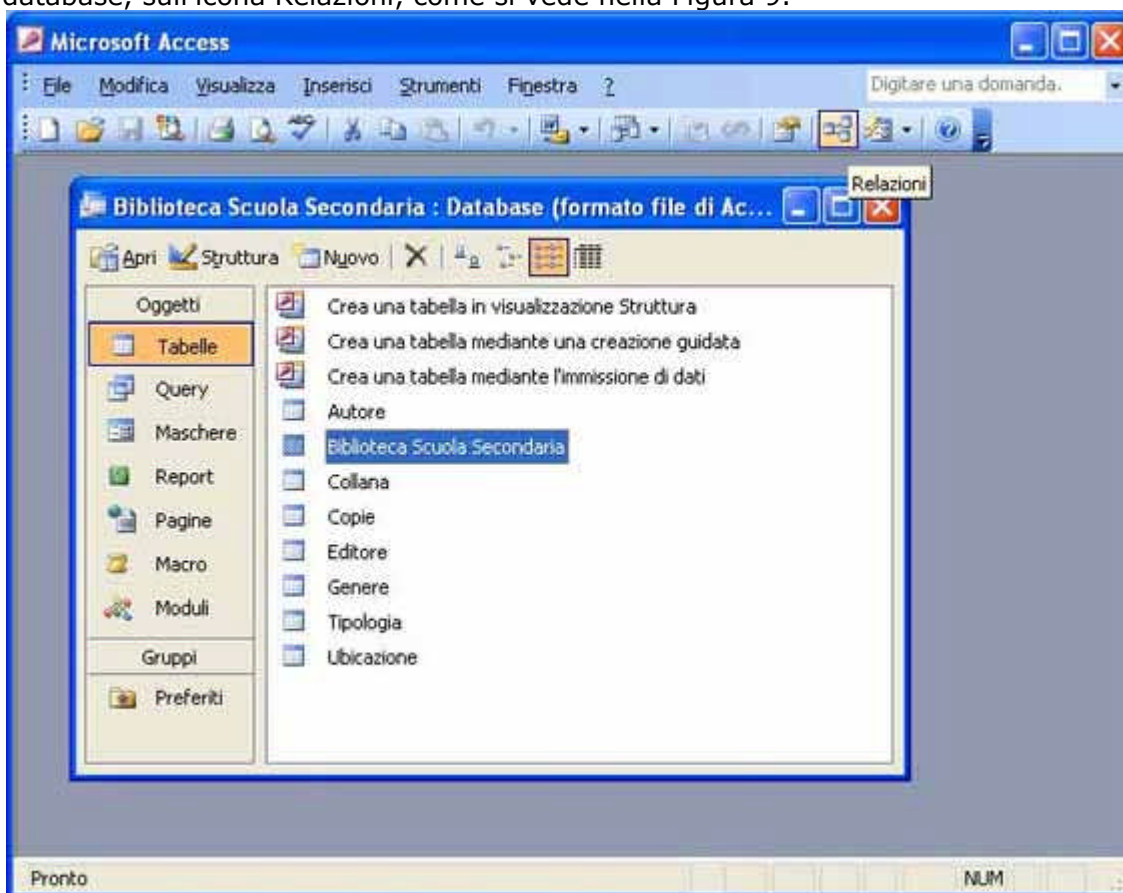 database, sull'icona Relazioni, come si vede nella Figura 9.
Microsoft Access
File Modifica Visualizza Inserisci Strumenti Finestra ? Digitare una domanda.
Relazioni
Biblioteca Scuola Secondaria : Database (formato file di Ac...
Apri Struttura Nuovo
Oggetti
Tabelle
Query
Maschere
Report
Pagine
Macro
Moduli
Gruppi
Preferiti
Crea una tabella in visualizzazione Struttura
Crea una tabella mediante una creazione guidata
Crea una tabella mediante l'immissione di dati
Autore
Biblioteca Scuola Secondaria
Collana
Copie
Editore
Genere
Tipologia
Ubicazione
Pronto NUM